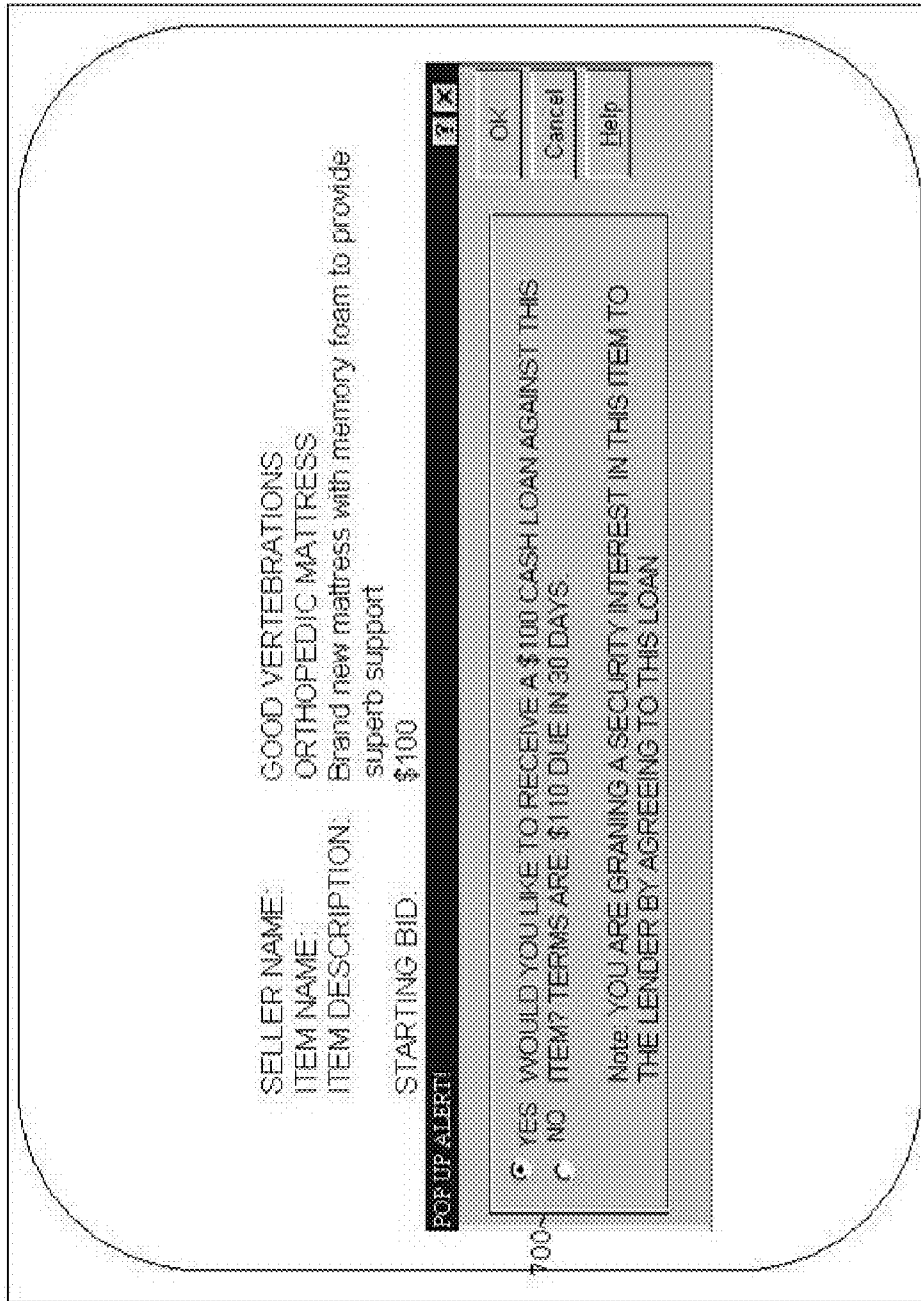 SELLER NAME: GOOD VERTEBRATIONS
ITEM NAME: ORTHOPEDIC MATTRESS
ITEM DESCRIPTION: Brand new mattress with memory foam to provide
superb support
STARTING BID: $100
POP UP ALERT! ? X
YES WOULD YOU LIKE TO RECEIVE A $100 CASH LOAN AGAINST THIS
NO ITEM? TERMS ARE: $110 DUE IN 30 DAYS
Note YOU ARE GRANING A SECURITY INTEREST IN THIS ITEM TO
THE LENDER BY AGREEING TO THIS LOAN
OK
Cancel
Help
700~